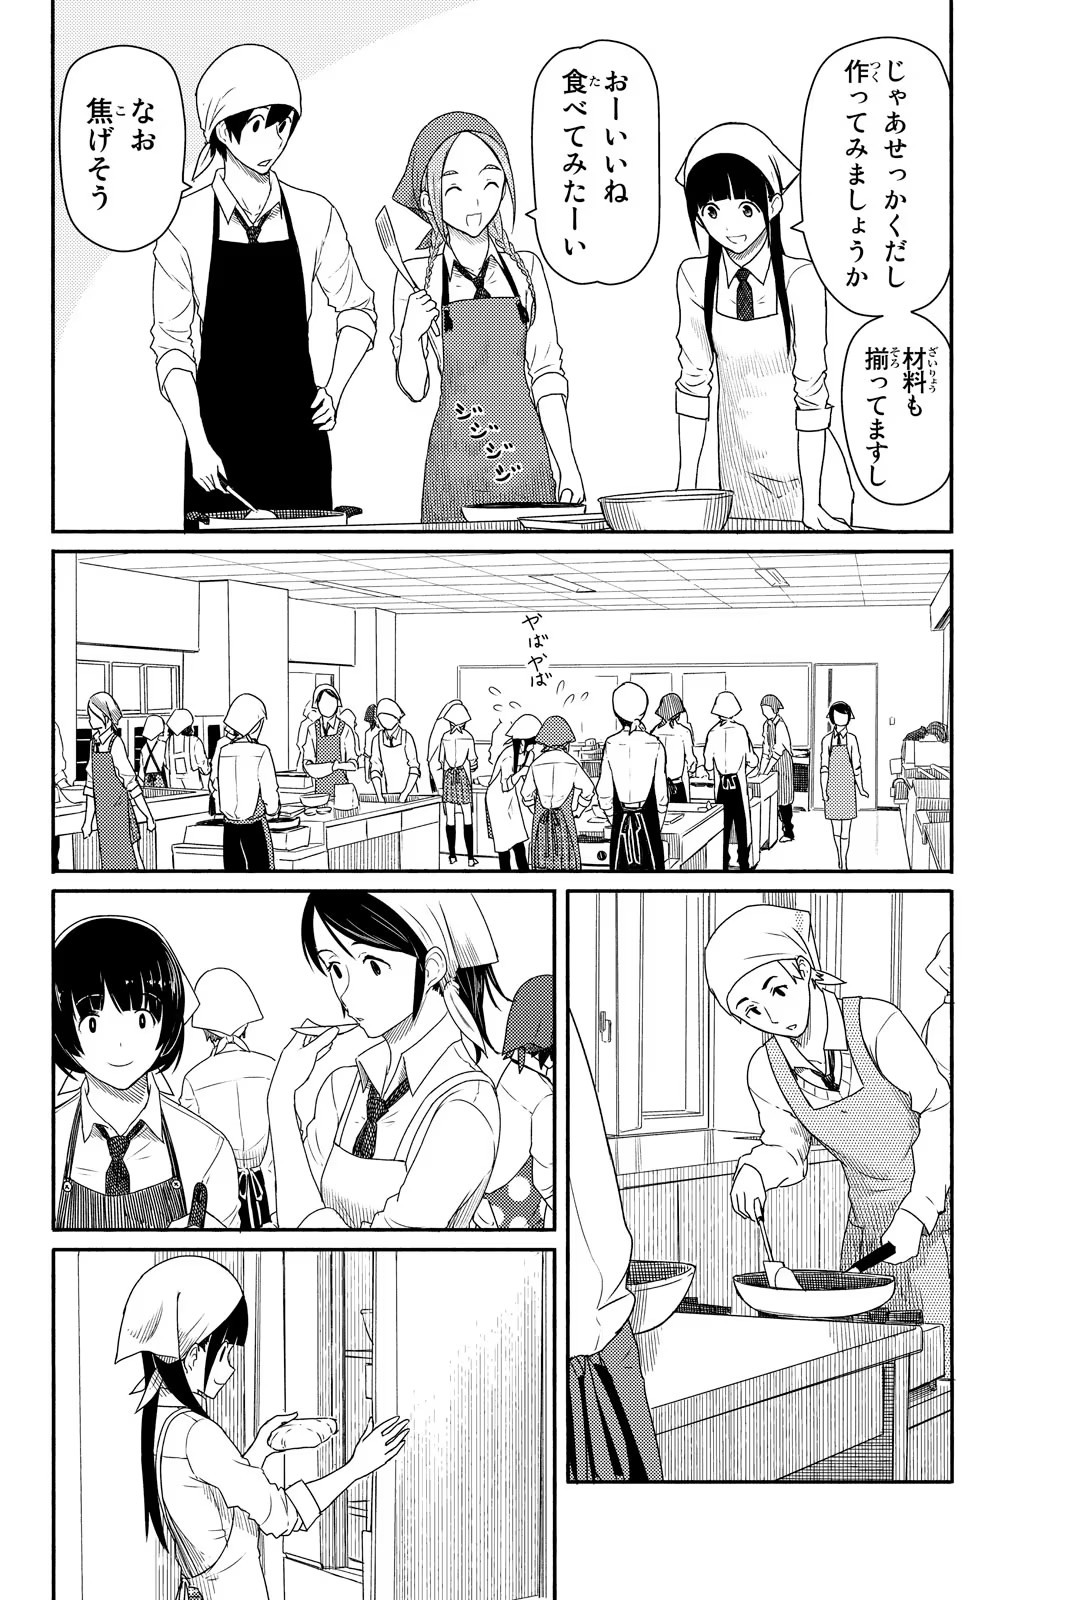 じゃあせっかくだし
作ってみましょうか
材料も
揃ってますし
おーいいね
食べてみたーい
なお
焦げそう
ジジジジ
やばやば